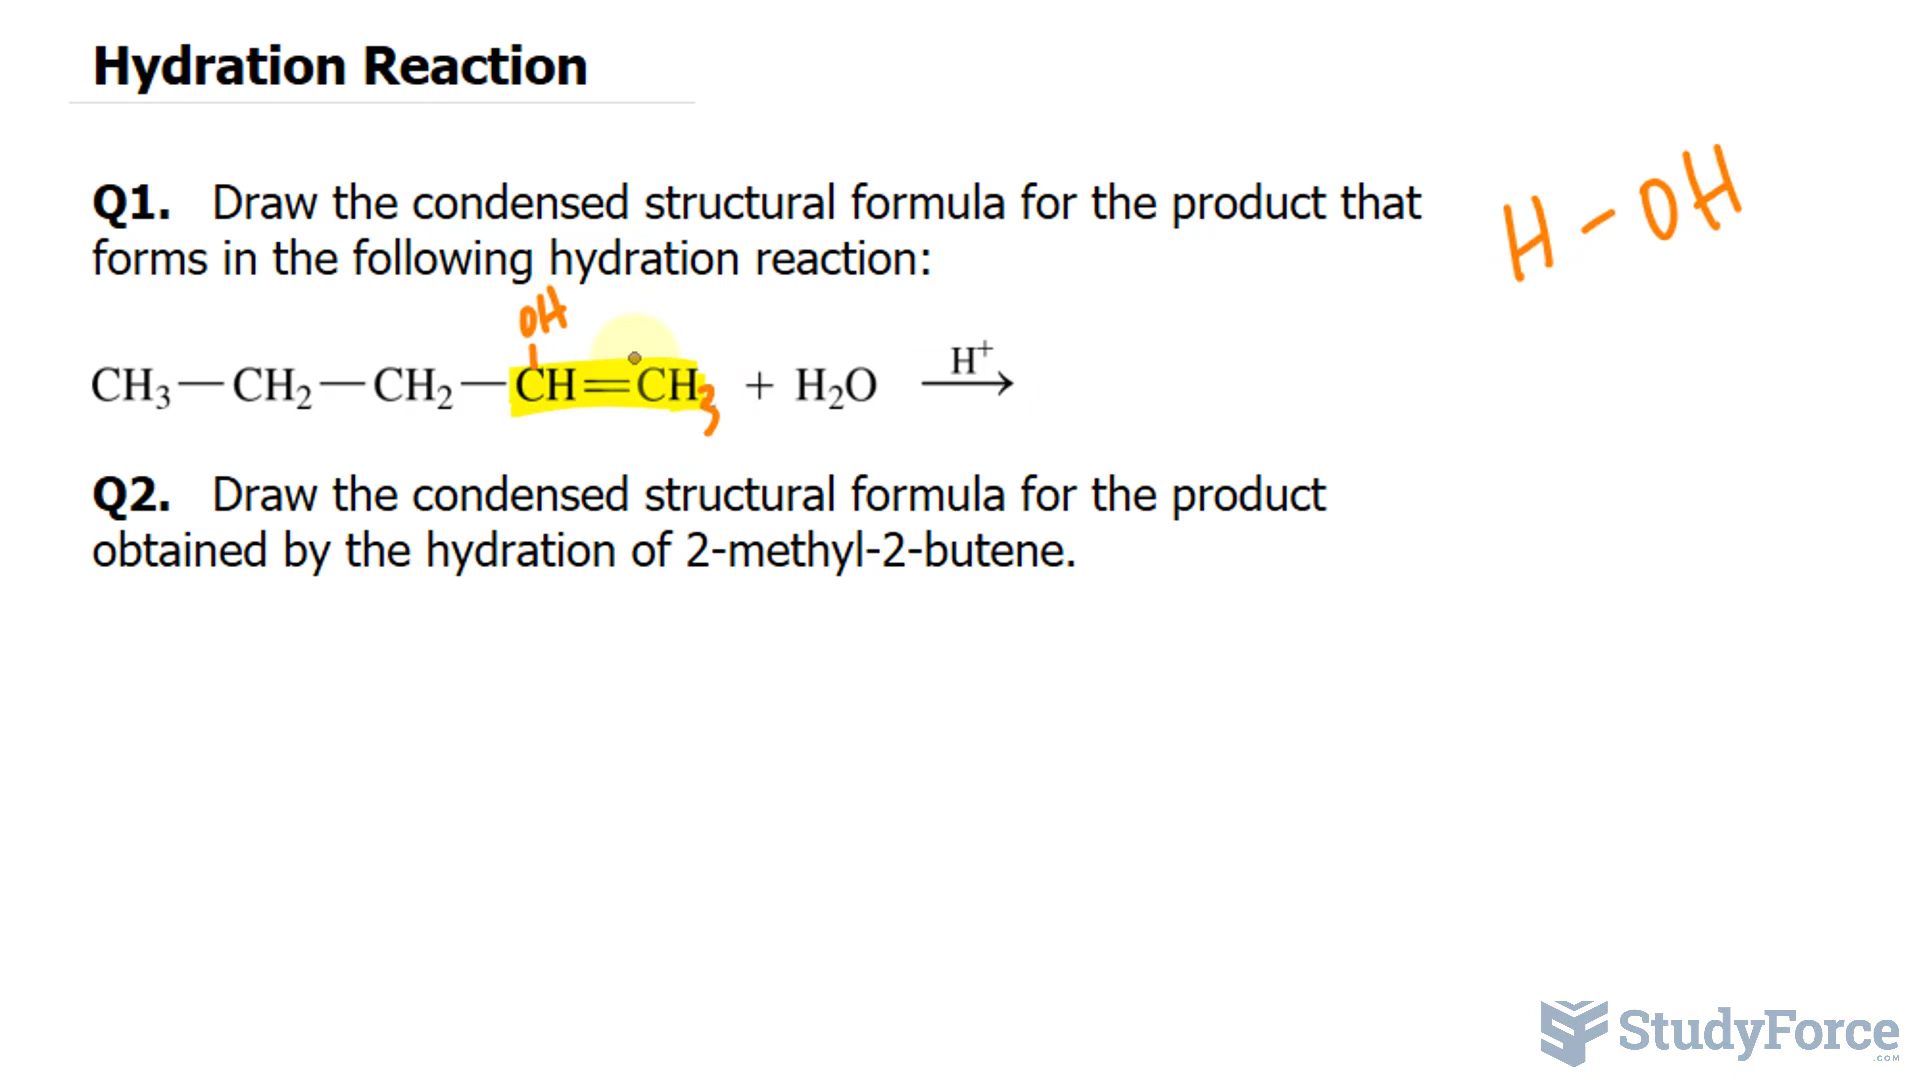 Hydration Reaction
Q1. Draw the condensed structural formula for the product that
forms in the following hydration reaction:
H - OH
OH
CH₃—CH₂—CH₂—CH=CH₃ + H₂O H⁺→
Q2. Draw the condensed structural formula for the product
obtained by the hydration of 2-methyl-2-butene.
StudyForce
.COM